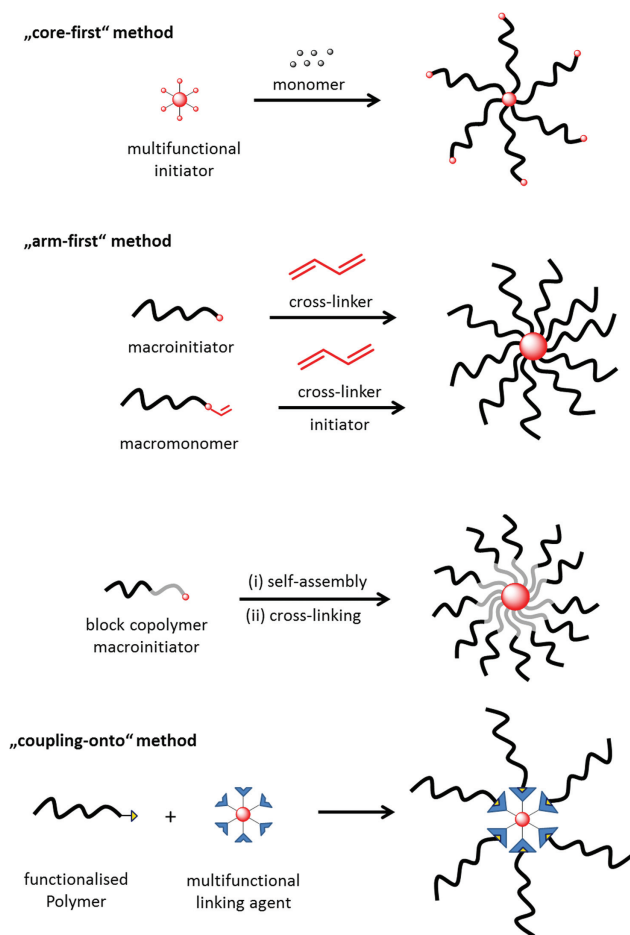 „core-first“ method
monomer
multifunctional
initiator
„arm-first“ method
cross-linker
macroinitiator
cross-linker
initiator
macromonomer
(i) self-assembly
(ii) cross-linking
block copolymer
macroinitiator
„coupling-onto“ method
+
functionalised
Polymer
multifunctional
linking agent